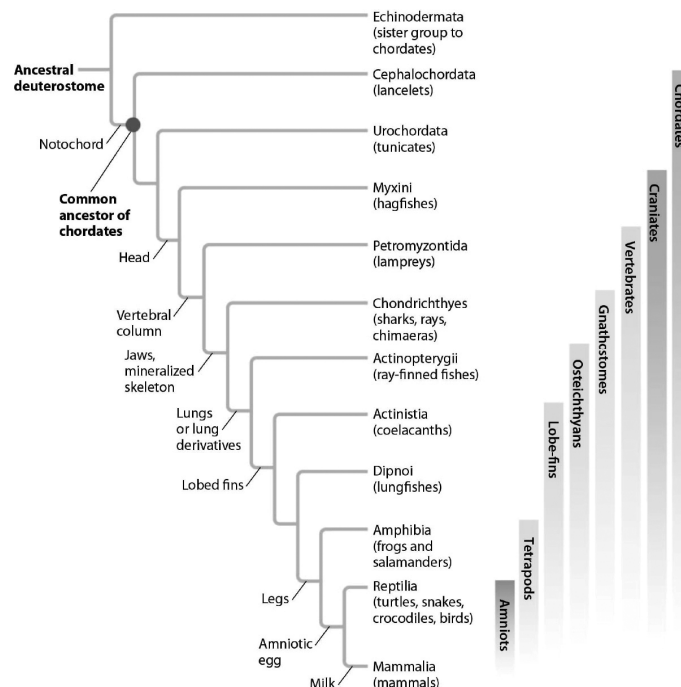 Echinodermata
(sister group to
chordates)
Ancestral
deuterostome
Cephalochordata
(lancelets)
Notochord
Urochordata
(tunicates)
Common
ancestor of
chordates
Myxini
(hagfishes)
Head
Petromyzontida
(lampreys)
Vertebral
column
Chondrichthyes
(sharks, rays,
chimaeras)
Jaws,
mineralized
skeleton
Actinopterygii
(ray-finned fishes)
Lungs
or lung
derivatives
Actinistia
(coelacanths)
Lobed fins
Dipnoi
(lungfishes)
Amphibia
(frogs and
salamanders)
Legs
Reptilia
(turtles, snakes,
crocodiles, birds)
Amniotic
egg
Milk
Mammalia
(mammals)
Amniots
Tetrapods
Lobe-fins
Osteichthyans
Gnathcstomes
Vertebrates
Craniates
Chordates